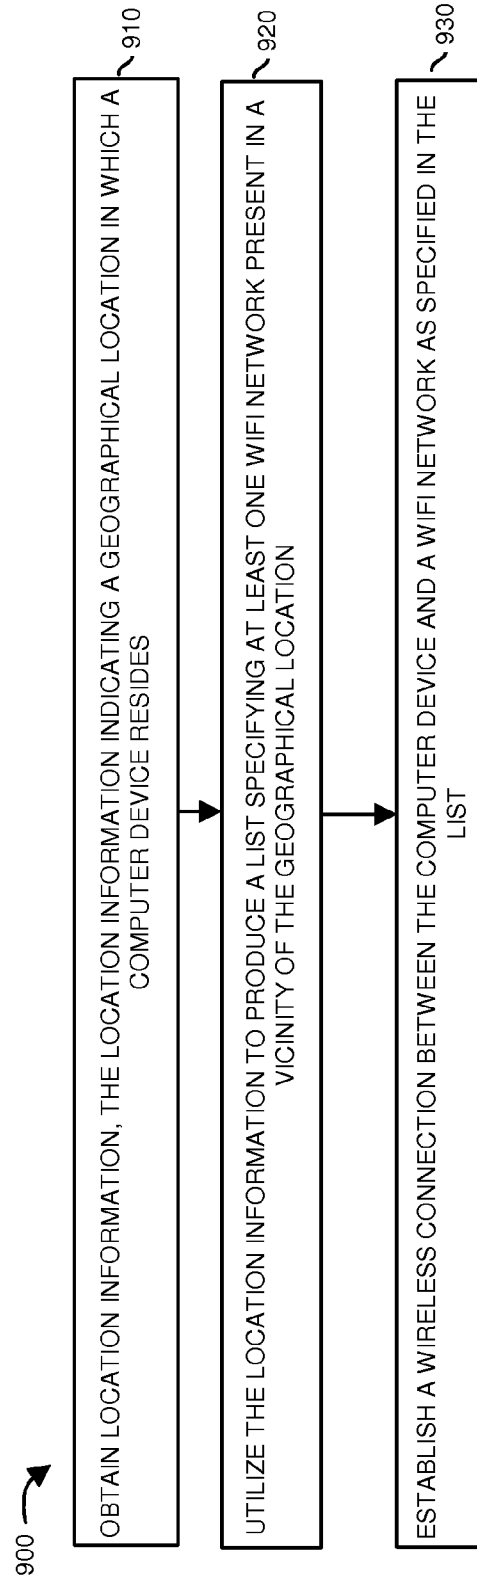 900
OBTAIN LOCATION INFORMATION, THE LOCATION INFORMATION INDICATING A GEOGRAPHICAL LOCATION IN WHICH A
COMPUTER DEVICE RESIDES
910
UTILIZE THE LOCATION INFORMATION TO PRODUCE A LIST SPECIFYING AT LEAST ONE WIFI NETWORK PRESENT IN A
VICINITY OF THE GEOGRAPHICAL LOCATION
920
ESTABLISH A WIRELESS CONNECTION BETWEEN THE COMPUTER DEVICE AND A WIFI NETWORK AS SPECIFIED IN THE
LIST
930